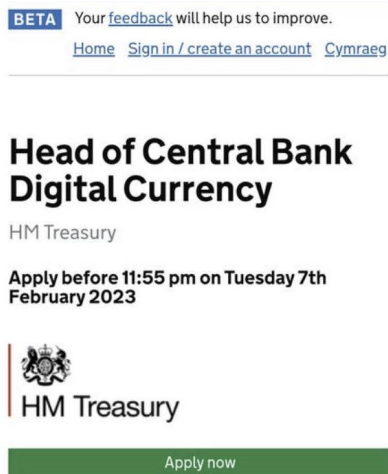 BETA Your feedback will help us to improve.
Home Sign in / create an account Cymraeg
Head of Central Bank
Digital Currency
HM Treasury
Apply before 11:55 pm on Tuesday 7th
February 2023
HM Treasury
Apply now